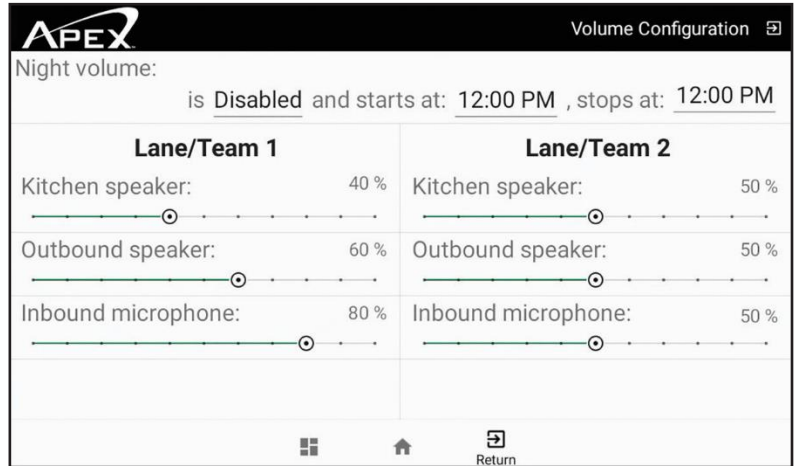 APEX
Volume Configuration
Night volume:
is Disabled and starts at: 12:00 PM , stops at: 12:00 PM
Lane/Team 1
Kitchen speaker: 40 %
Outbound speaker: 60 %
Inbound microphone: 80 %
Lane/Team 2
Kitchen speaker: 50 %
Outbound speaker: 50 %
Inbound microphone: 50 %
Return